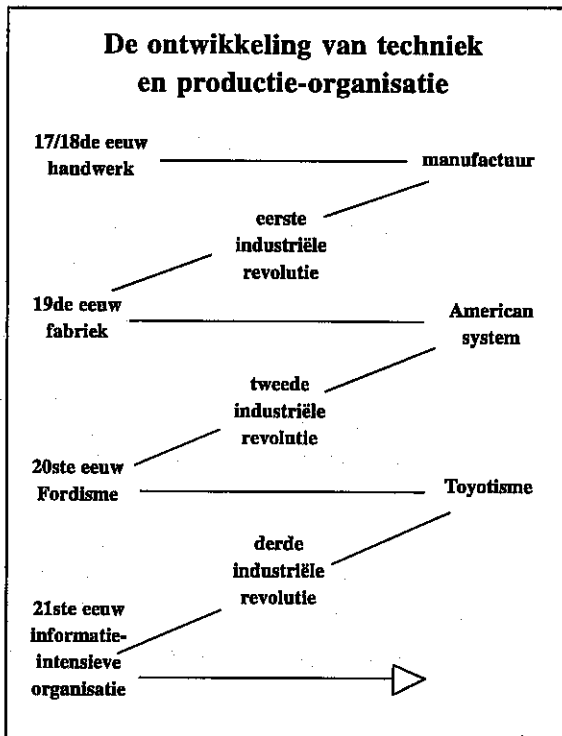 De ontwikkeling van techniek
en productie-organisatie
17/18de eeuw
handwerk
manufactuur
eerste
industriële
revolutie
19de eeuw
fabriek
American
system
tweede
industriële
revolutie
20ste eeuw
Fordisme
Toyotisme
derde
industriële
revolutie
21ste eeuw
informatie-
intensieve
organisatie